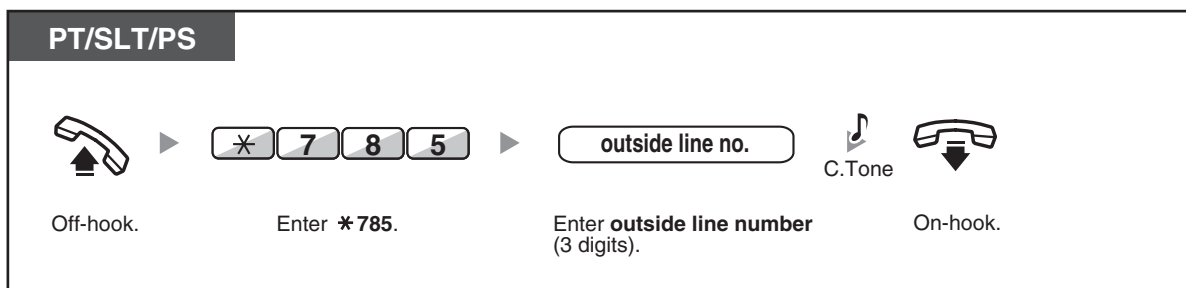 PT/SLT/PS
* 7 8 5
outside line no.
C.Tone
Off-hook.
Enter *785.
Enter outside line number
(3 digits).
On-hook.